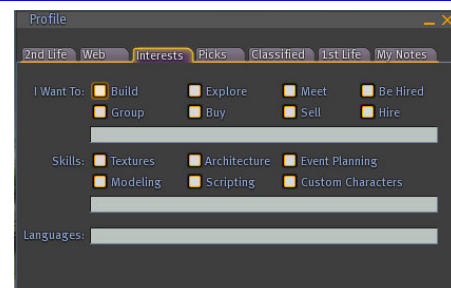 Profile
2nd Life Web Interests Picks Classified 1st Life My Notes
I Want To: Build Explore Meet Be Hired
Group Buy Sell Hire
Skills: Textures Architecture Event Planning
Modeling Scripting Custom Characters
Languages: